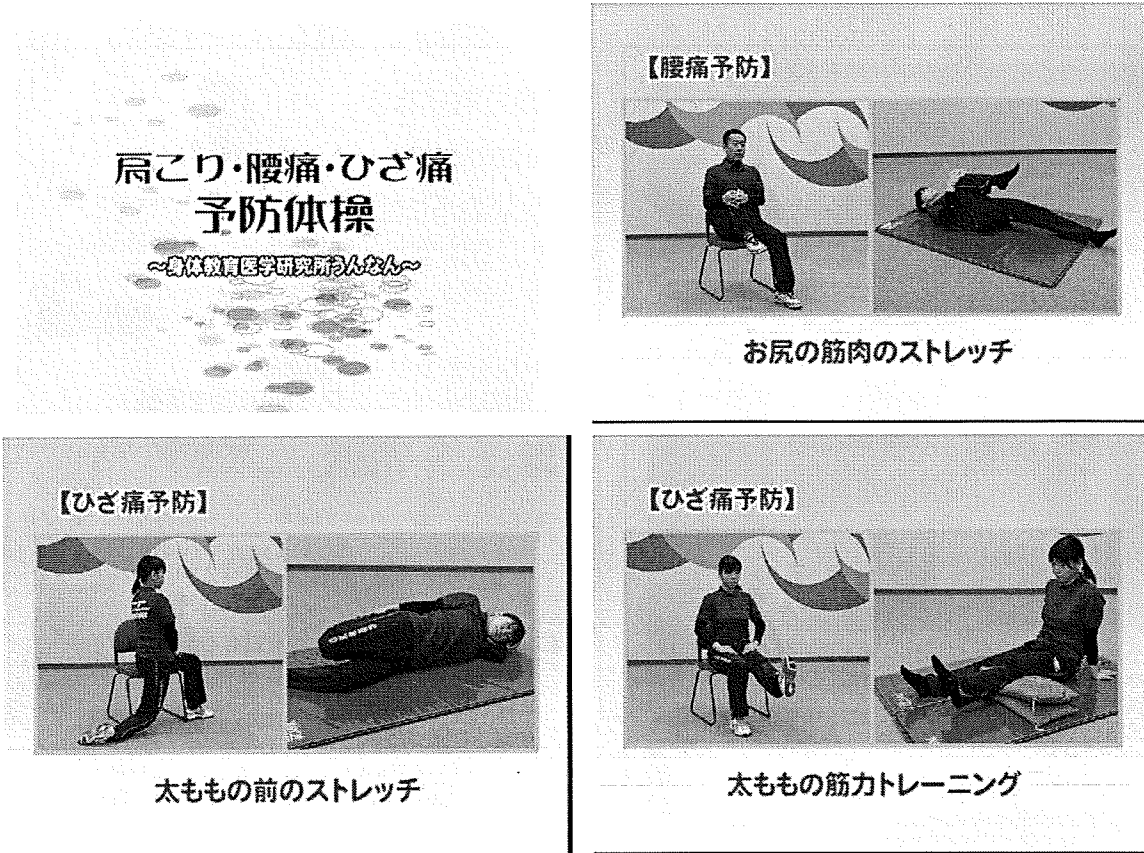 肩こり・腰痛・ひざ痛
予防体操
～身体教育医学研究所うんなん～
【腰痛予防】
お尻の筋肉のストレッチ
【ひざ痛予防】
太ももの前のストレッチ
【ひざ痛予防】
太ももの筋力トレーニング